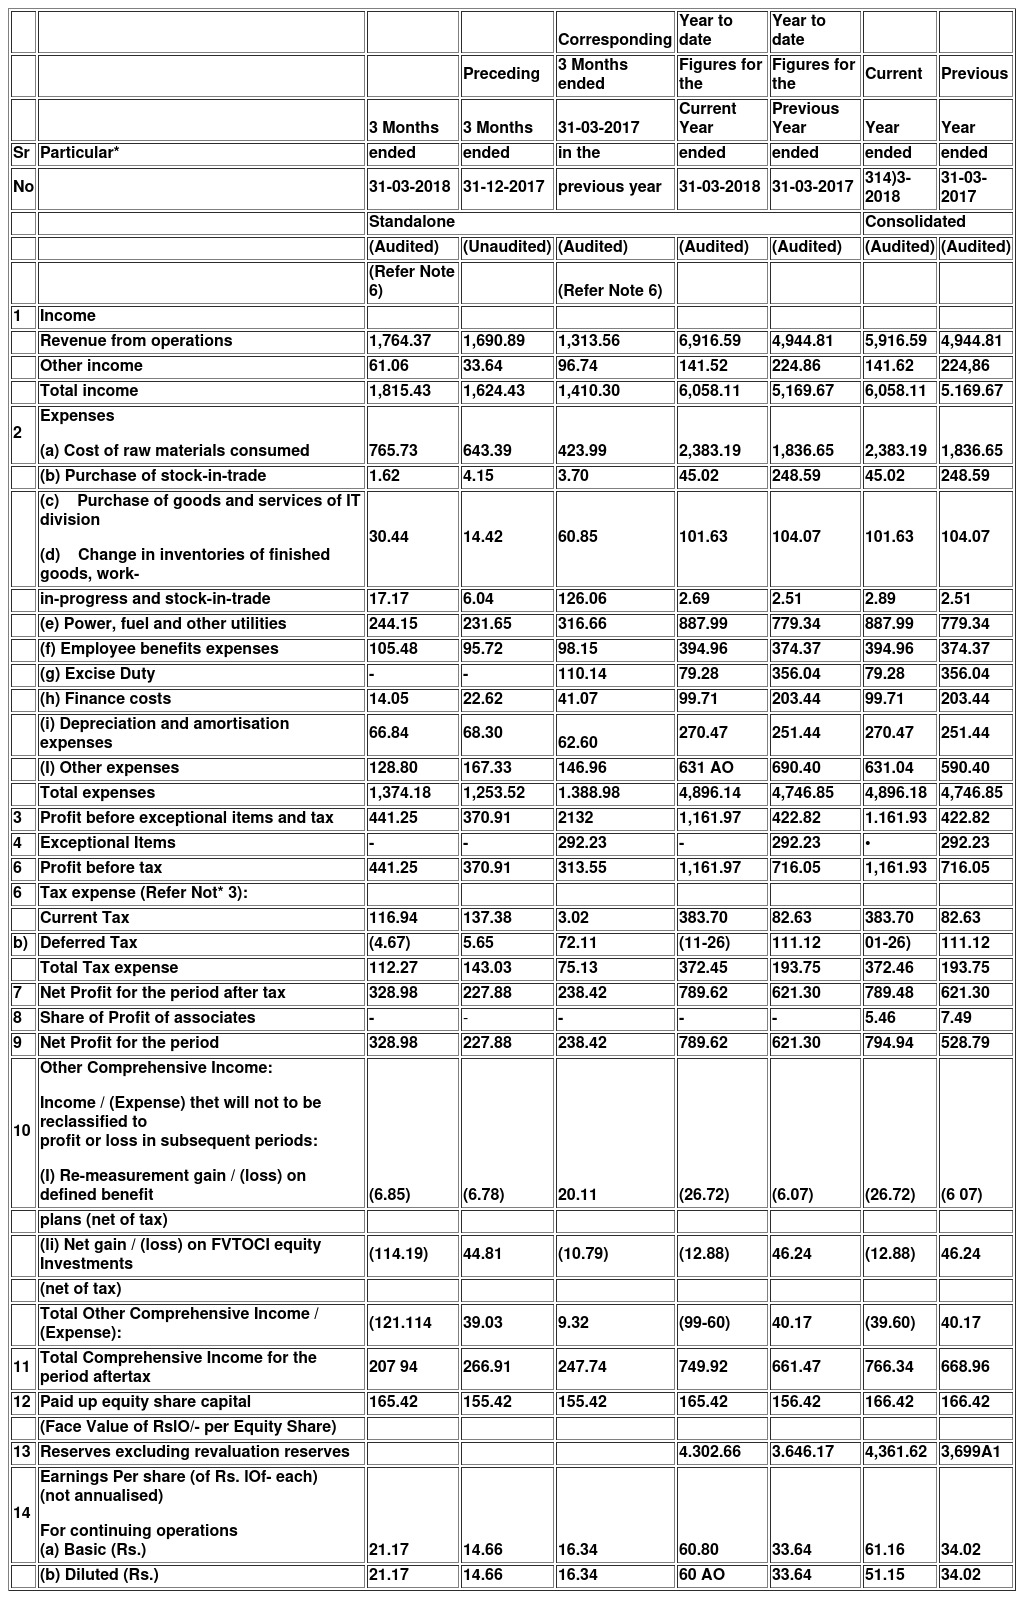 Corresponding Year to date Year to date
Preceding 3 Months ended Figures for the Figures for the Current Previous
3 Months 3 Months 31-03-2017 Current Year Previous Year Year Year
Sr Particular* ended ended in the ended ended ended ended
No 31-03-2018 31-12-2017 previous year 31-03-2018 31-03-2017 314)3-2018 31-03-2017
Standalone Consolidated
(Audited) (Unaudited) (Audited) (Audited) (Audited) (Audited) (Audited)
(Refer Note 6) (Refer Note 6)
1 Income
Revenue from operations 1,764.37 1,690.89 1,313.56 6,916.59 4,944.81 5,916.59 4,944.81
Other income 61.06 33.64 96.74 141.52 224.86 141.62 224,86
Total income 1,815.43 1,624.43 1,410.30 6,058.11 5,169.67 6,058.11 5.169.67
2 Expenses
(a) Cost of raw materials consumed 765.73 643.39 423.99 2,383.19 1,836.65 2,383.19 1,836.65
(b) Purchase of stock-in-trade 1.62 4.15 3.70 45.02 248.59 45.02 248.59
(c) Purchase of goods and services of IT division 30.44 14.42 60.85 101.63 104.07 101.63 104.07
(d) Change in inventories of finished goods, work-
in-progress and stock-in-trade 17.17 6.04 126.06 2.69 2.51 2.89 2.51
(e) Power, fuel and other utilities 244.15 231.65 316.66 887.99 779.34 887.99 779.34
(f) Employee benefits expenses 105.48 95.72 98.15 394.96 374.37 394.96 374.37
(g) Excise Duty - - 110.14 79.28 356.04 79.28 356.04
(h) Finance costs 14.05 22.62 41.07 99.71 203.44 99.71 203.44
(i) Depreciation and amortisation expenses 66.84 68.30 62.60 270.47 251.44 270.47 251.44
(l) Other expenses 128.80 167.33 146.96 631 AO 690.40 631.04 590.40
Total expenses 1,374.18 1,253.52 1.388.98 4,896.14 4,746.85 4,896.18 4,746.85
3 Profit before exceptional items and tax 441.25 370.91 2132 1,161.97 422.82 1.161.93 422.82
4 Exceptional Items - - 292.23 - 292.23 • 292.23
6 Profit before tax 441.25 370.91 313.55 1,161.97 716.05 1,161.93 716.05
6 Tax expense (Refer Not* 3):
Current Tax 116.94 137.38 3.02 383.70 82.63 383.70 82.63
b) Deferred Tax (4.67) 5.65 72.11 (11-26) 111.12 01-26) 111.12
Total Tax expense 112.27 143.03 75.13 372.45 193.75 372.46 193.75
7 Net Profit for the period after tax 328.98 227.88 238.42 789.62 621.30 789.48 621.30
8 Share of Profit of associates - - - - - 5.46 7.49
9 Net Profit for the period 328.98 227.88 238.42 789.62 621.30 794.94 528.79
10 Other Comprehensive Income:
Income / (Expense) thet will not to be reclassified to
profit or loss in subsequent periods:
(l) Re-measurement gain / (loss) on defined benefit (6.85) (6.78) 20.11 (26.72) (6.07) (26.72) (6 07)
plans (net of tax)
(li) Net gain / (loss) on FVTOCI equity Investments (114.19) 44.81 (10.79) (12.88) 46.24 (12.88) 46.24
(net of tax)
Total Other Comprehensive Income / (Expense): (121.114 39.03 9.32 (99-60) 40.17 (39.60) 40.17
11 Total Comprehensive Income for the period aftertax 207 94 266.91 247.74 749.92 661.47 766.34 668.96
12 Paid up equity share capital 165.42 155.42 155.42 165.42 156.42 166.42 166.42
(Face Value of RslO/- per Equity Share)
13 Reserves excluding revaluation reserves 4.302.66 3.646.17 4,361.62 3,699A1
14 Earnings Per share (of Rs. lOf- each) (not annualised)
For continuing operations
(a) Basic (Rs.) 21.17 14.66 16.34 60.80 33.64 61.16 34.02
(b) Diluted (Rs.) 21.17 14.66 16.34 60 AO 33.64 51.15 34.02